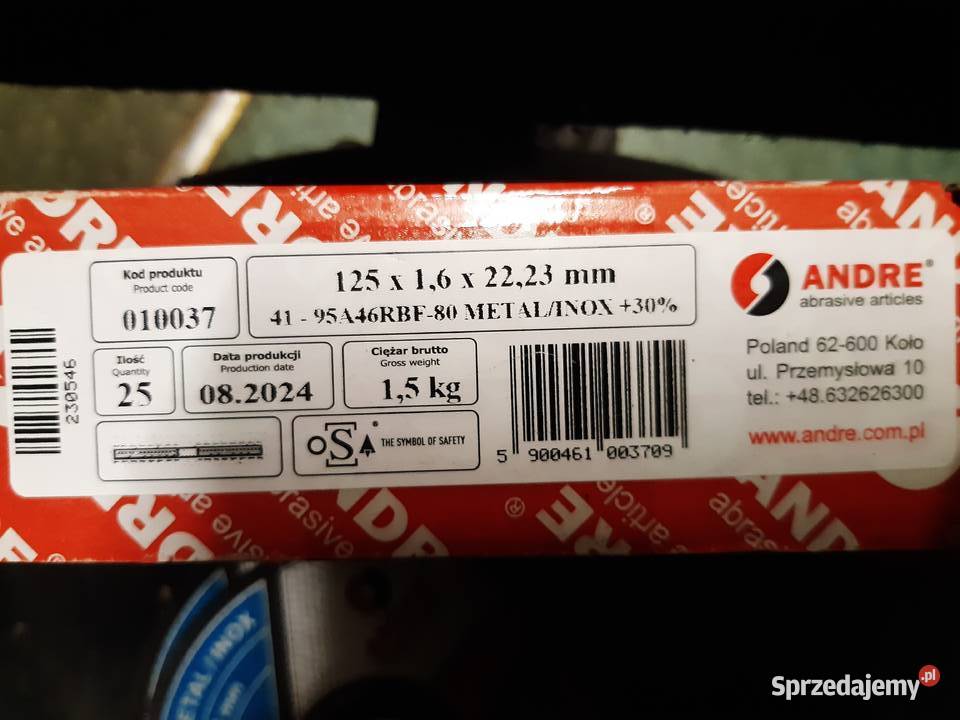 Kod produktu
Product code
010037
125 x 1,6 x 22,23 mm
41 - 95A46RBF-80 METAL/INOX +30%
ANDRE®
abrasive articles
Ilość
Quantity
25
Data produkcji
Production date
08.2024
Ciężar brutto
Gross weight
1,5 kg
Poland 62-600 Koło
ul. Przemysłowa 10
tel.: +48.632626300
www.andre.com.pl
230546
oSA® THE SYMBOL OF SAFETY
5 900461 003709
abrasive
NDR
®
METAL/INOX
mm
Sprzedajemy.pl